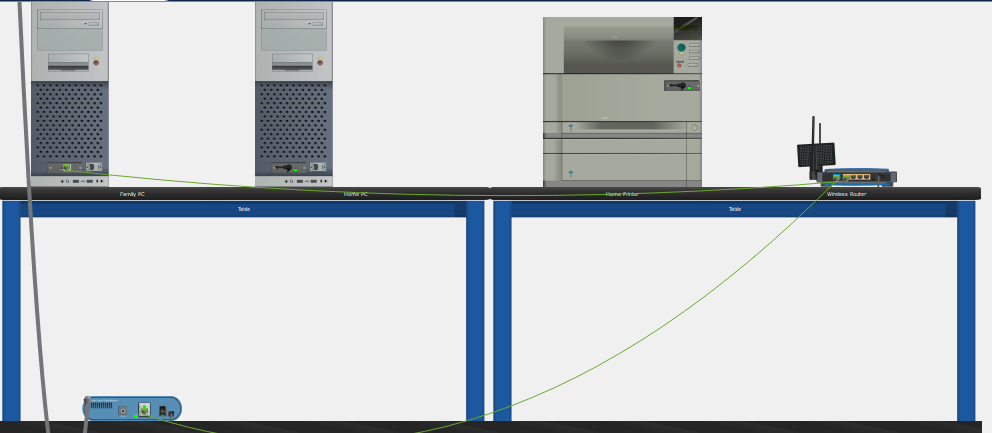 Family PC
Home PC
Home Printer
Wireless Router
Table
Table